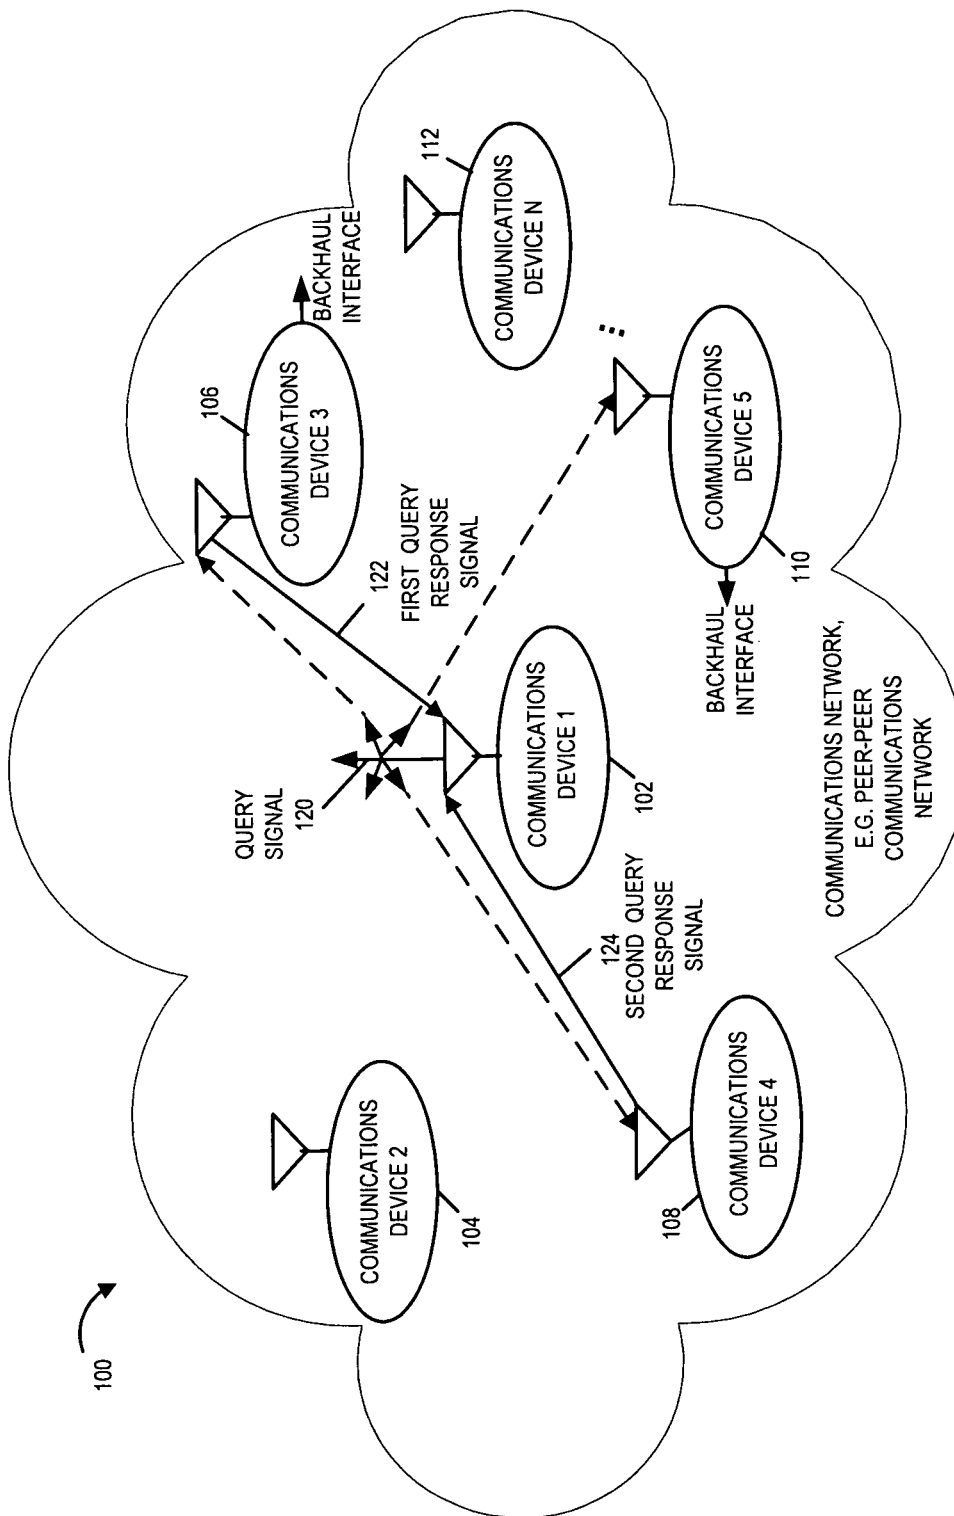 100
COMMUNICATIONS
DEVICE 2
104
QUERY
SIGNAL
120
COMMUNICATIONS
DEVICE 3
106
BACKHAUL
INTERFACE
122
FIRST QUERY
RESPONSE
SIGNAL
COMMUNICATIONS
DEVICE N
112
...
COMMUNICATIONS
DEVICE 1
102
124
SECOND QUERY
RESPONSE
SIGNAL
COMMUNICATIONS
DEVICE 4
108
COMMUNICATIONS
DEVICE 5
110
BACKHAUL
INTERFACE
COMMUNICATIONS NETWORK,
E.G. PEER-PEER
COMMUNICATIONS
NETWORK